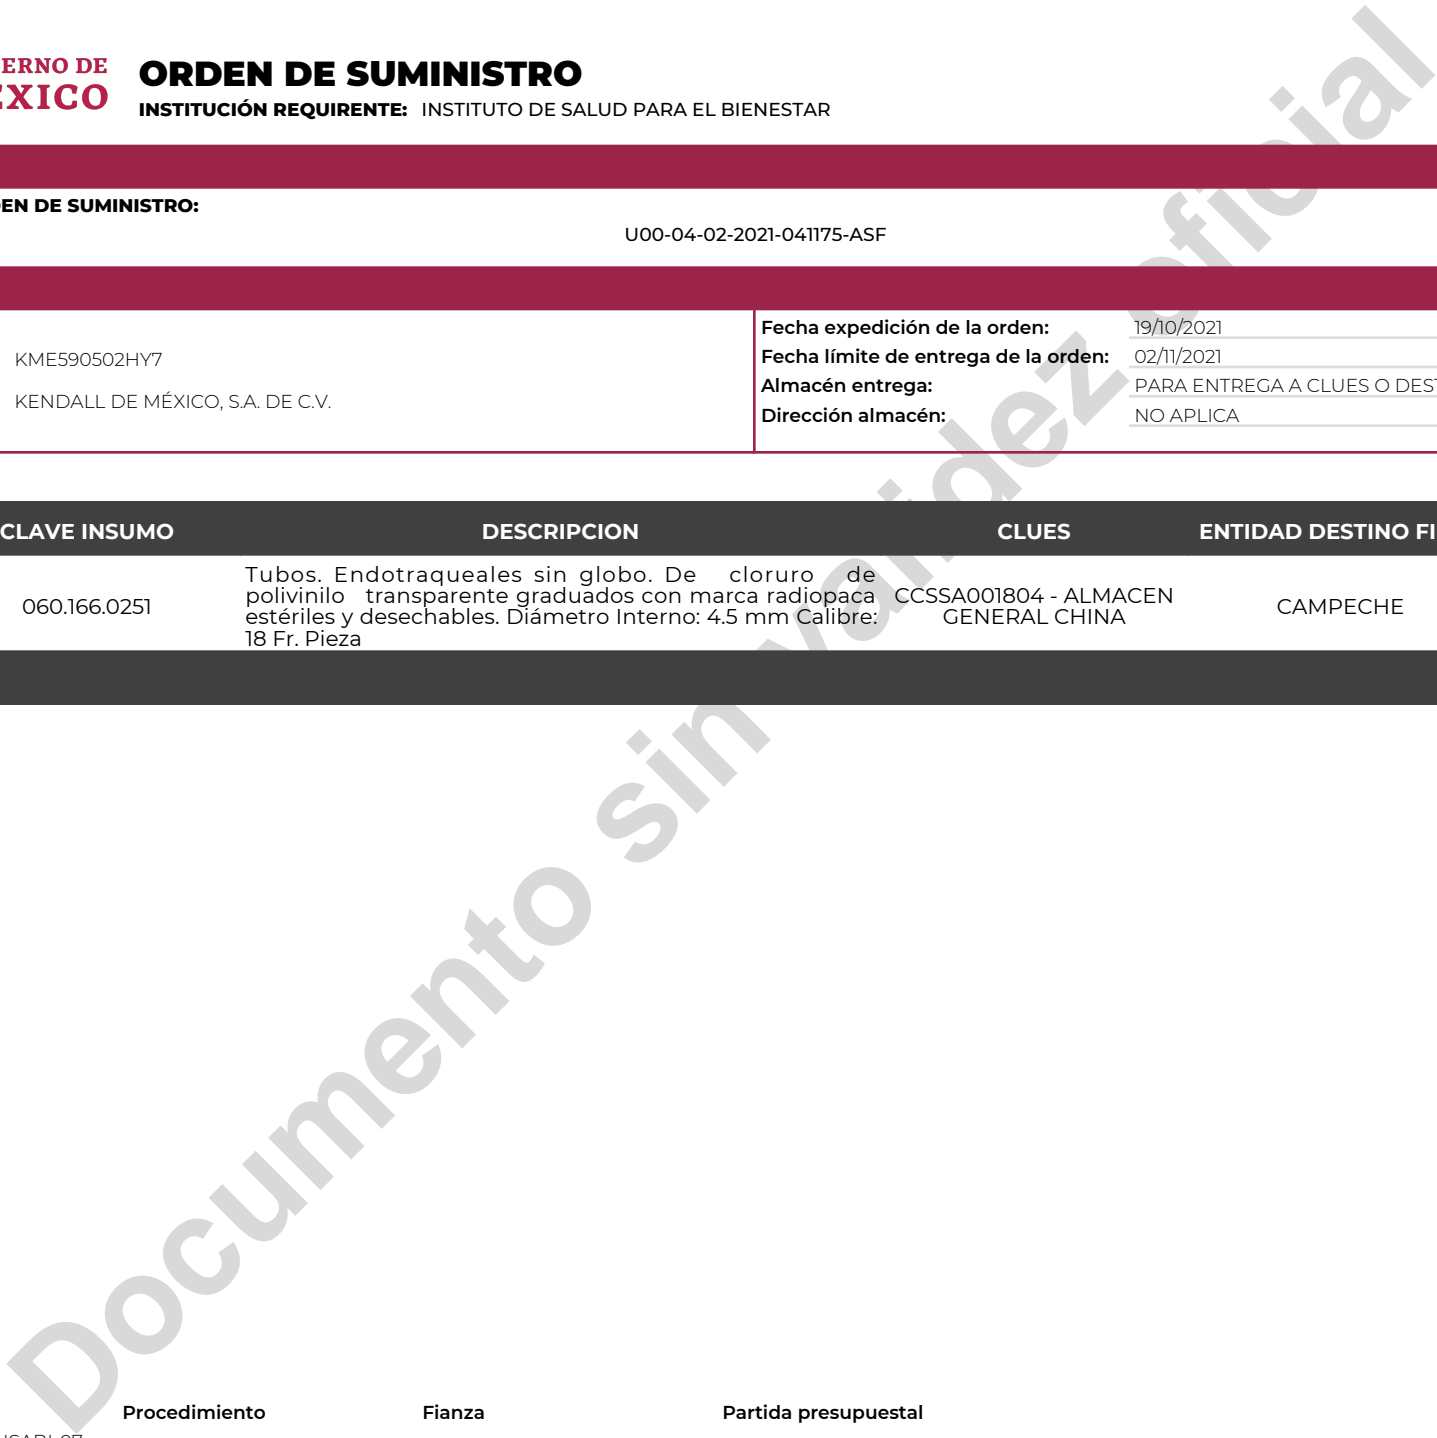 ERNO DE
ÉXICO
ORDEN DE SUMINISTRO
INSTITUCIÓN REQUIRENTE: INSTITUTO DE SALUD PARA EL BIENESTAR
EN DE SUMINISTRO:
U00-04-02-2021-041175-ASF
KME590502HY7
KENDALL DE MÉXICO, S.A. DE C.V.
Fecha expedición de la orden: 19/10/2021
Fecha límite de entrega de la orden: 02/11/2021
Almacén entrega: PARA ENTREGA A CLUES O DEST
Dirección almacén: NO APLICA
CLAVE INSUMO DESCRIPCION CLUES ENTIDAD DESTINO FI
060.166.0251
Tubos. Endotraqueales sin globo. De cloruro de
polivinilo transparente graduados con marca radiopaca
estériles y desechables. Diámetro Interno: 4.5 mm Calibre:
18 Fr. Pieza
CCSSA001804 - ALMACEN
GENERAL CHINA
CAMPECHE
Documento sin validez oficial
Procedimiento Fianza Partida presupuestal